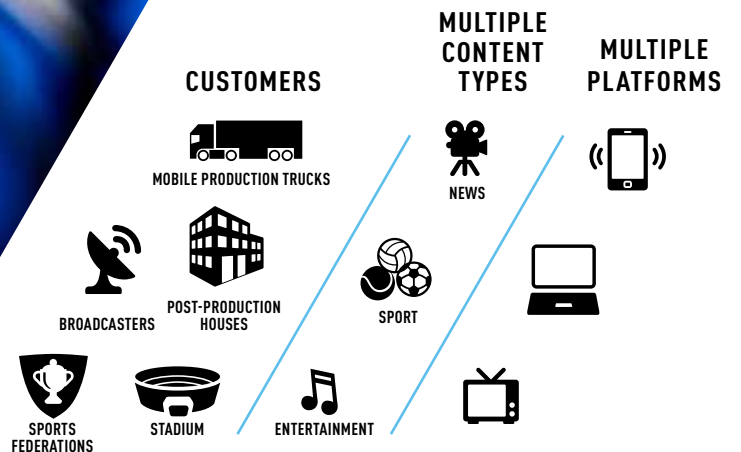 CUSTOMERS
MULTIPLE
CONTENT
TYPES
MULTIPLE
PLATFORMS
MOBILE PRODUCTION TRUCKS
NEWS
BROADCASTERS
POST-PRODUCTION
HOUSES
SPORT
SPORTS
FEDERATIONS
STADIUM
ENTERTAINMENT